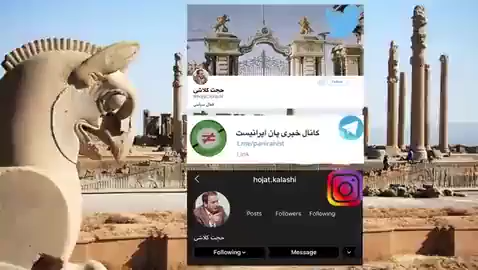 Follow
حجت کلاشی
فعال سیاسی
کانال خبری پان ایرانیست
t.me/paniranist
Link
hojat.kalashi
Posts
Followers
Following
حجت کلاشی
Following
Message